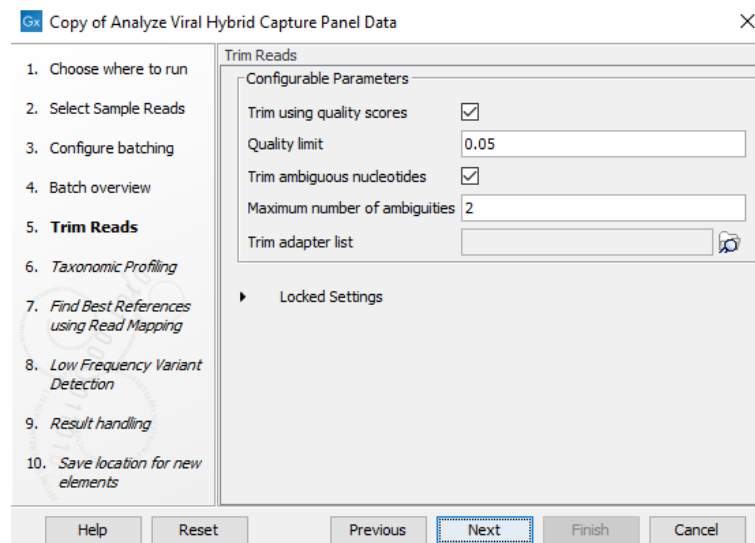 Gx Copy of Analyze Viral Hybrid Capture Panel Data
1. Choose where to run
2. Select Sample Reads
3. Configure batching
4. Batch overview
5. Trim Reads
6. Taxonomic Profiling
7. Find Best References
using Read Mapping
8. Low Frequency Variant
Detection
9. Result handling
10. Save location for new
elements
Trim Reads
Configurable Parameters
Trim using quality scores
Quality limit 0.05
Trim ambiguous nucleotides
Maximum number of ambiguities 2
Trim adapter list
Locked Settings
Help Reset Previous Next Finish Cancel